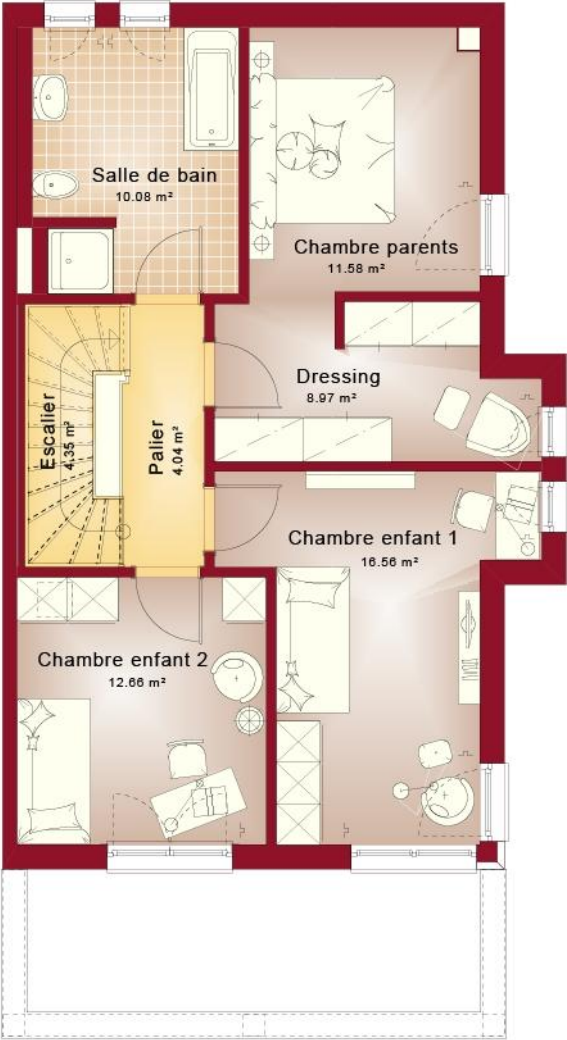 Salle de bain
10.08 m²
Chambre parents
11.58 m²
Dressing
8.97 m²
Escalier
4.35 m²
Palier
4.04 m²
Chambre enfant 1
16.56 m²
Chambre enfant 2
12.66 m²